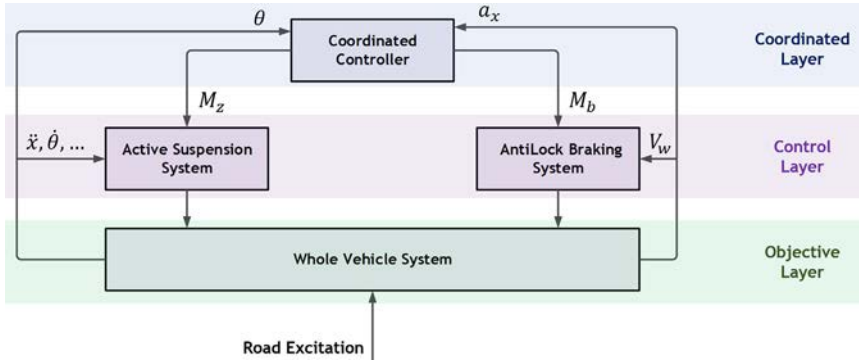 θ
a_x
Coordinated
Controller
Coordinated
Layer
M_z
M_b
ẍ, θ̇, ...
Active Suspension
System
AntiLock Braking
System
V_w
Control
Layer
Whole Vehicle System
Objective
Layer
Road Excitation